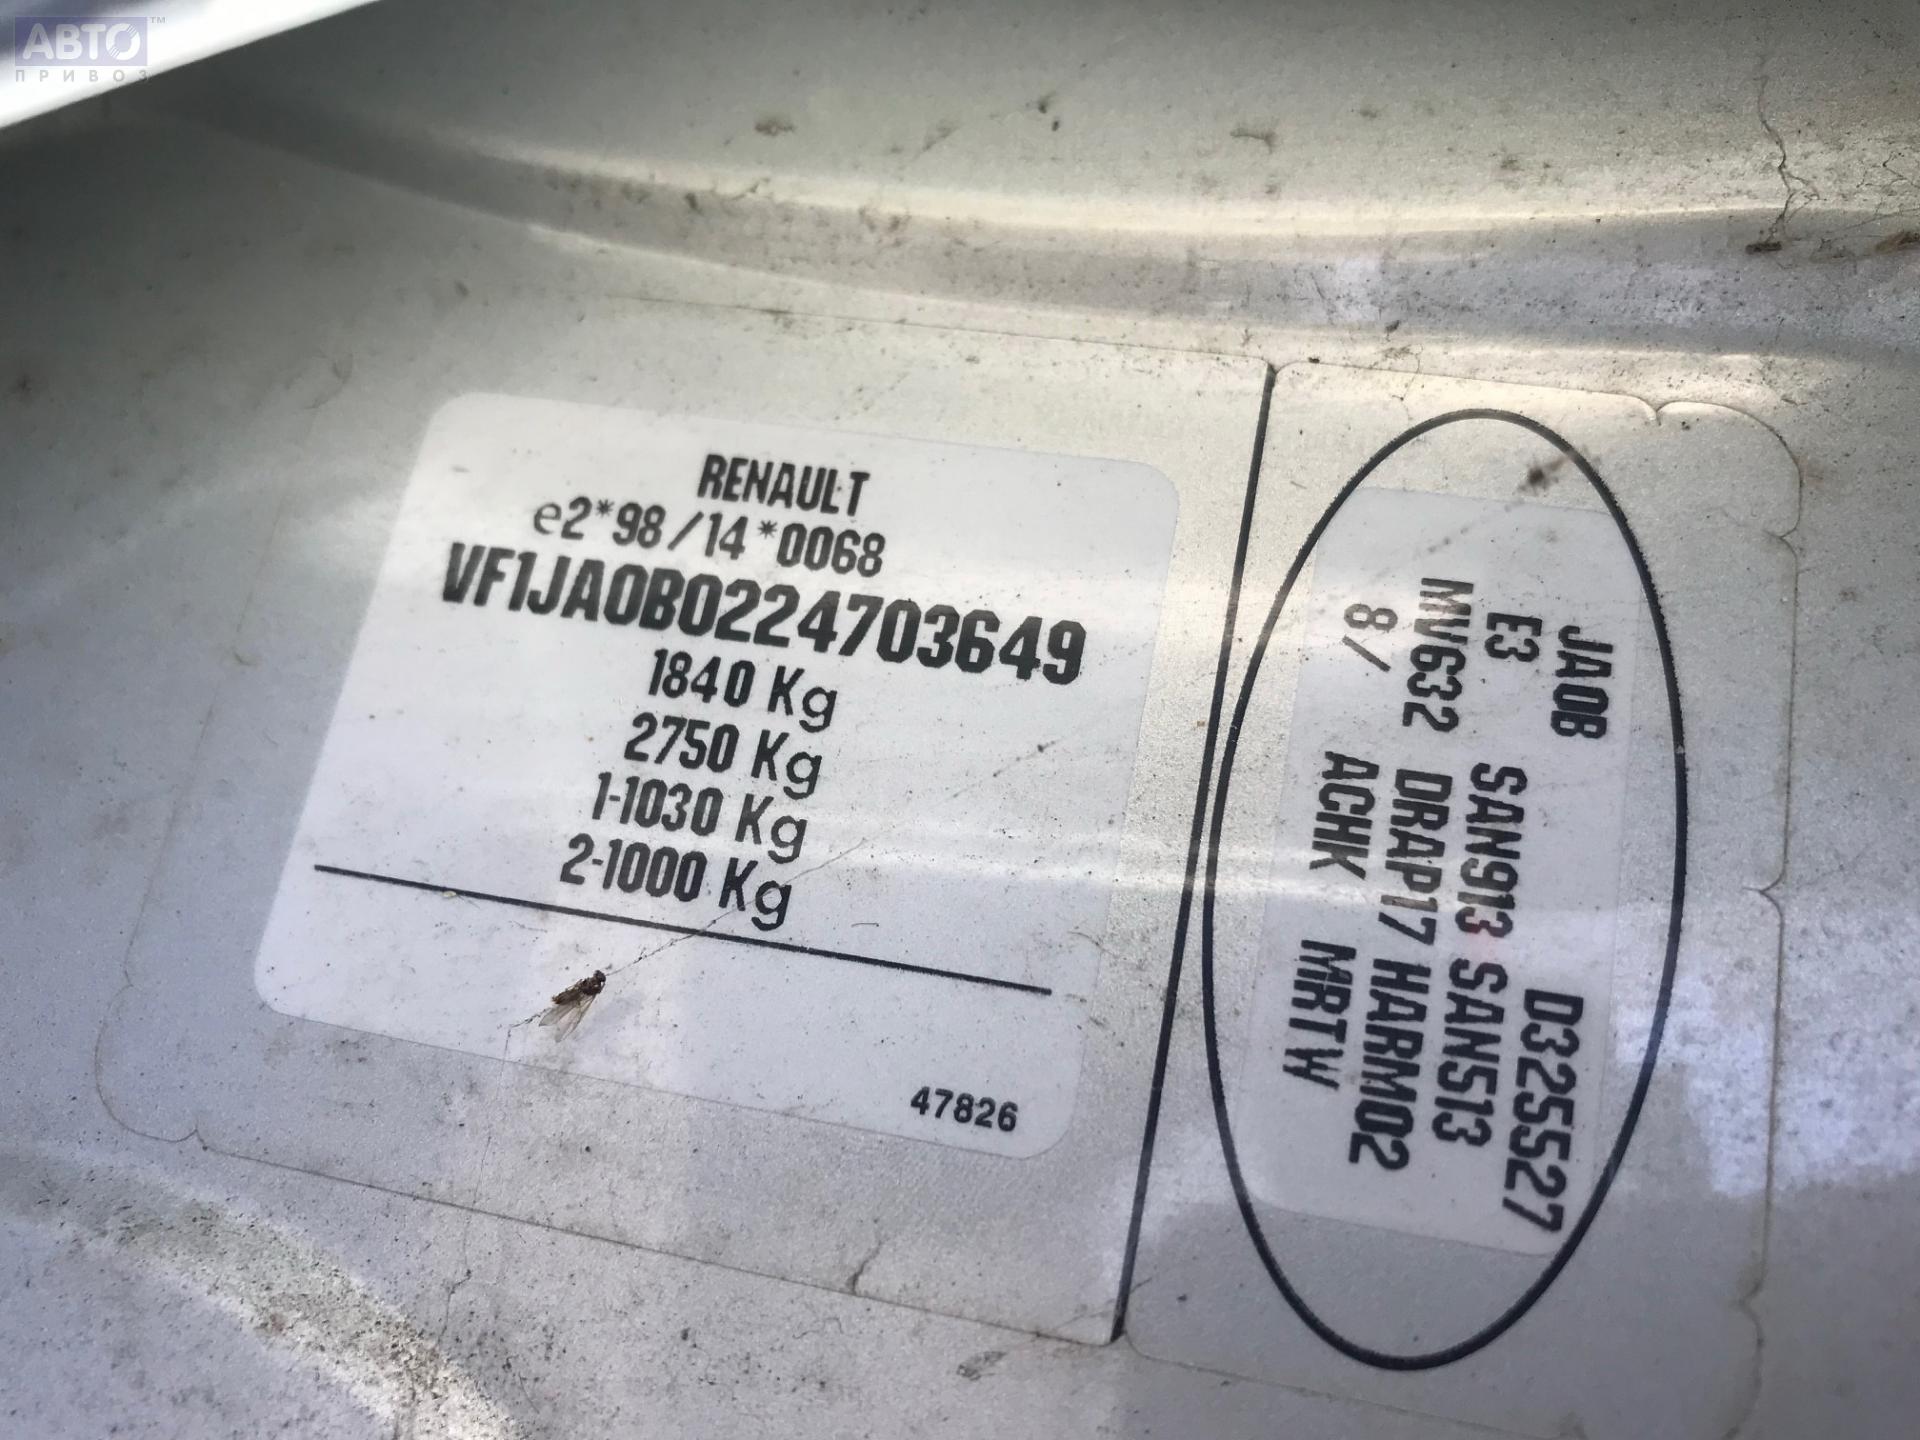 АВТО™
ПРИВОЗ
RENAULT
e2*98/14*0068
VF1JA0B0224703649
1840 Kg
2750 Kg
1-1030 Kg
2-1000 Kg
47826
JA0B D325527
E3 SAN913 SAN513
MV632 DRAP17 HARM02
8/ ACHK MRTW